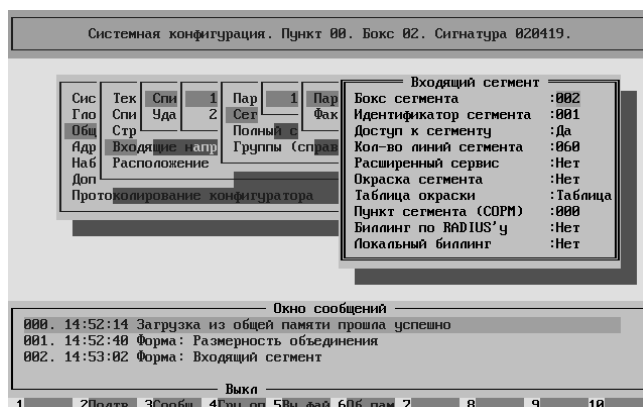 Системная конфигурация. Пункт 00. Бокс 02. Сигнатура 020419.
Входящий сегмент
Сис Тек Спи 1 Пар 1 Пар Бокс сегмента :002
Гло Спи Уда 2 Сег Фак Идентификатор сегмента :001
Общ Стр Полный с Доступ к сегменту :Да
Адр Входящие напр Группы (справ Кол-во линий сегмента :060
Наб Расположение Расширенный сервис :Нет
Доп Окраска сегмента :Нет
Протоколирование конфигуратора Таблица окраски :Таблица
Пункт сегмента (СОРМ) :000
Биллинг по RADIUS'у :Нет
Локальный биллинг :Нет
Окно сообщений
000. 14:52:14 Загрузка из общей памяти прошла успешно
001. 14:52:40 Форма: Размерность объединения
002. 14:53:02 Форма: Входящий сегмент
Выкл
1 2Подтв 3Сообщ 4Гру оп 5Вы фай 6Об пам 7 8 9 10